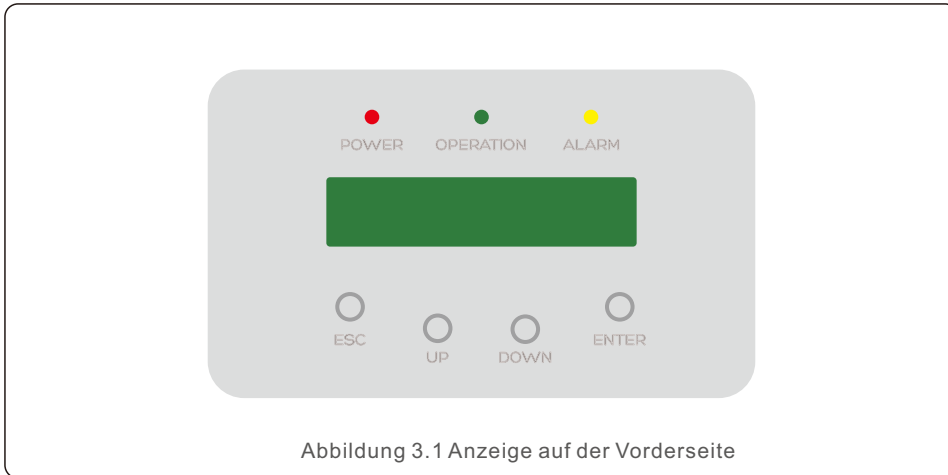 POWER OPERATION ALARM
ESC UP DOWN ENTER
Abbildung 3.1 Anzeige auf der Vorderseite